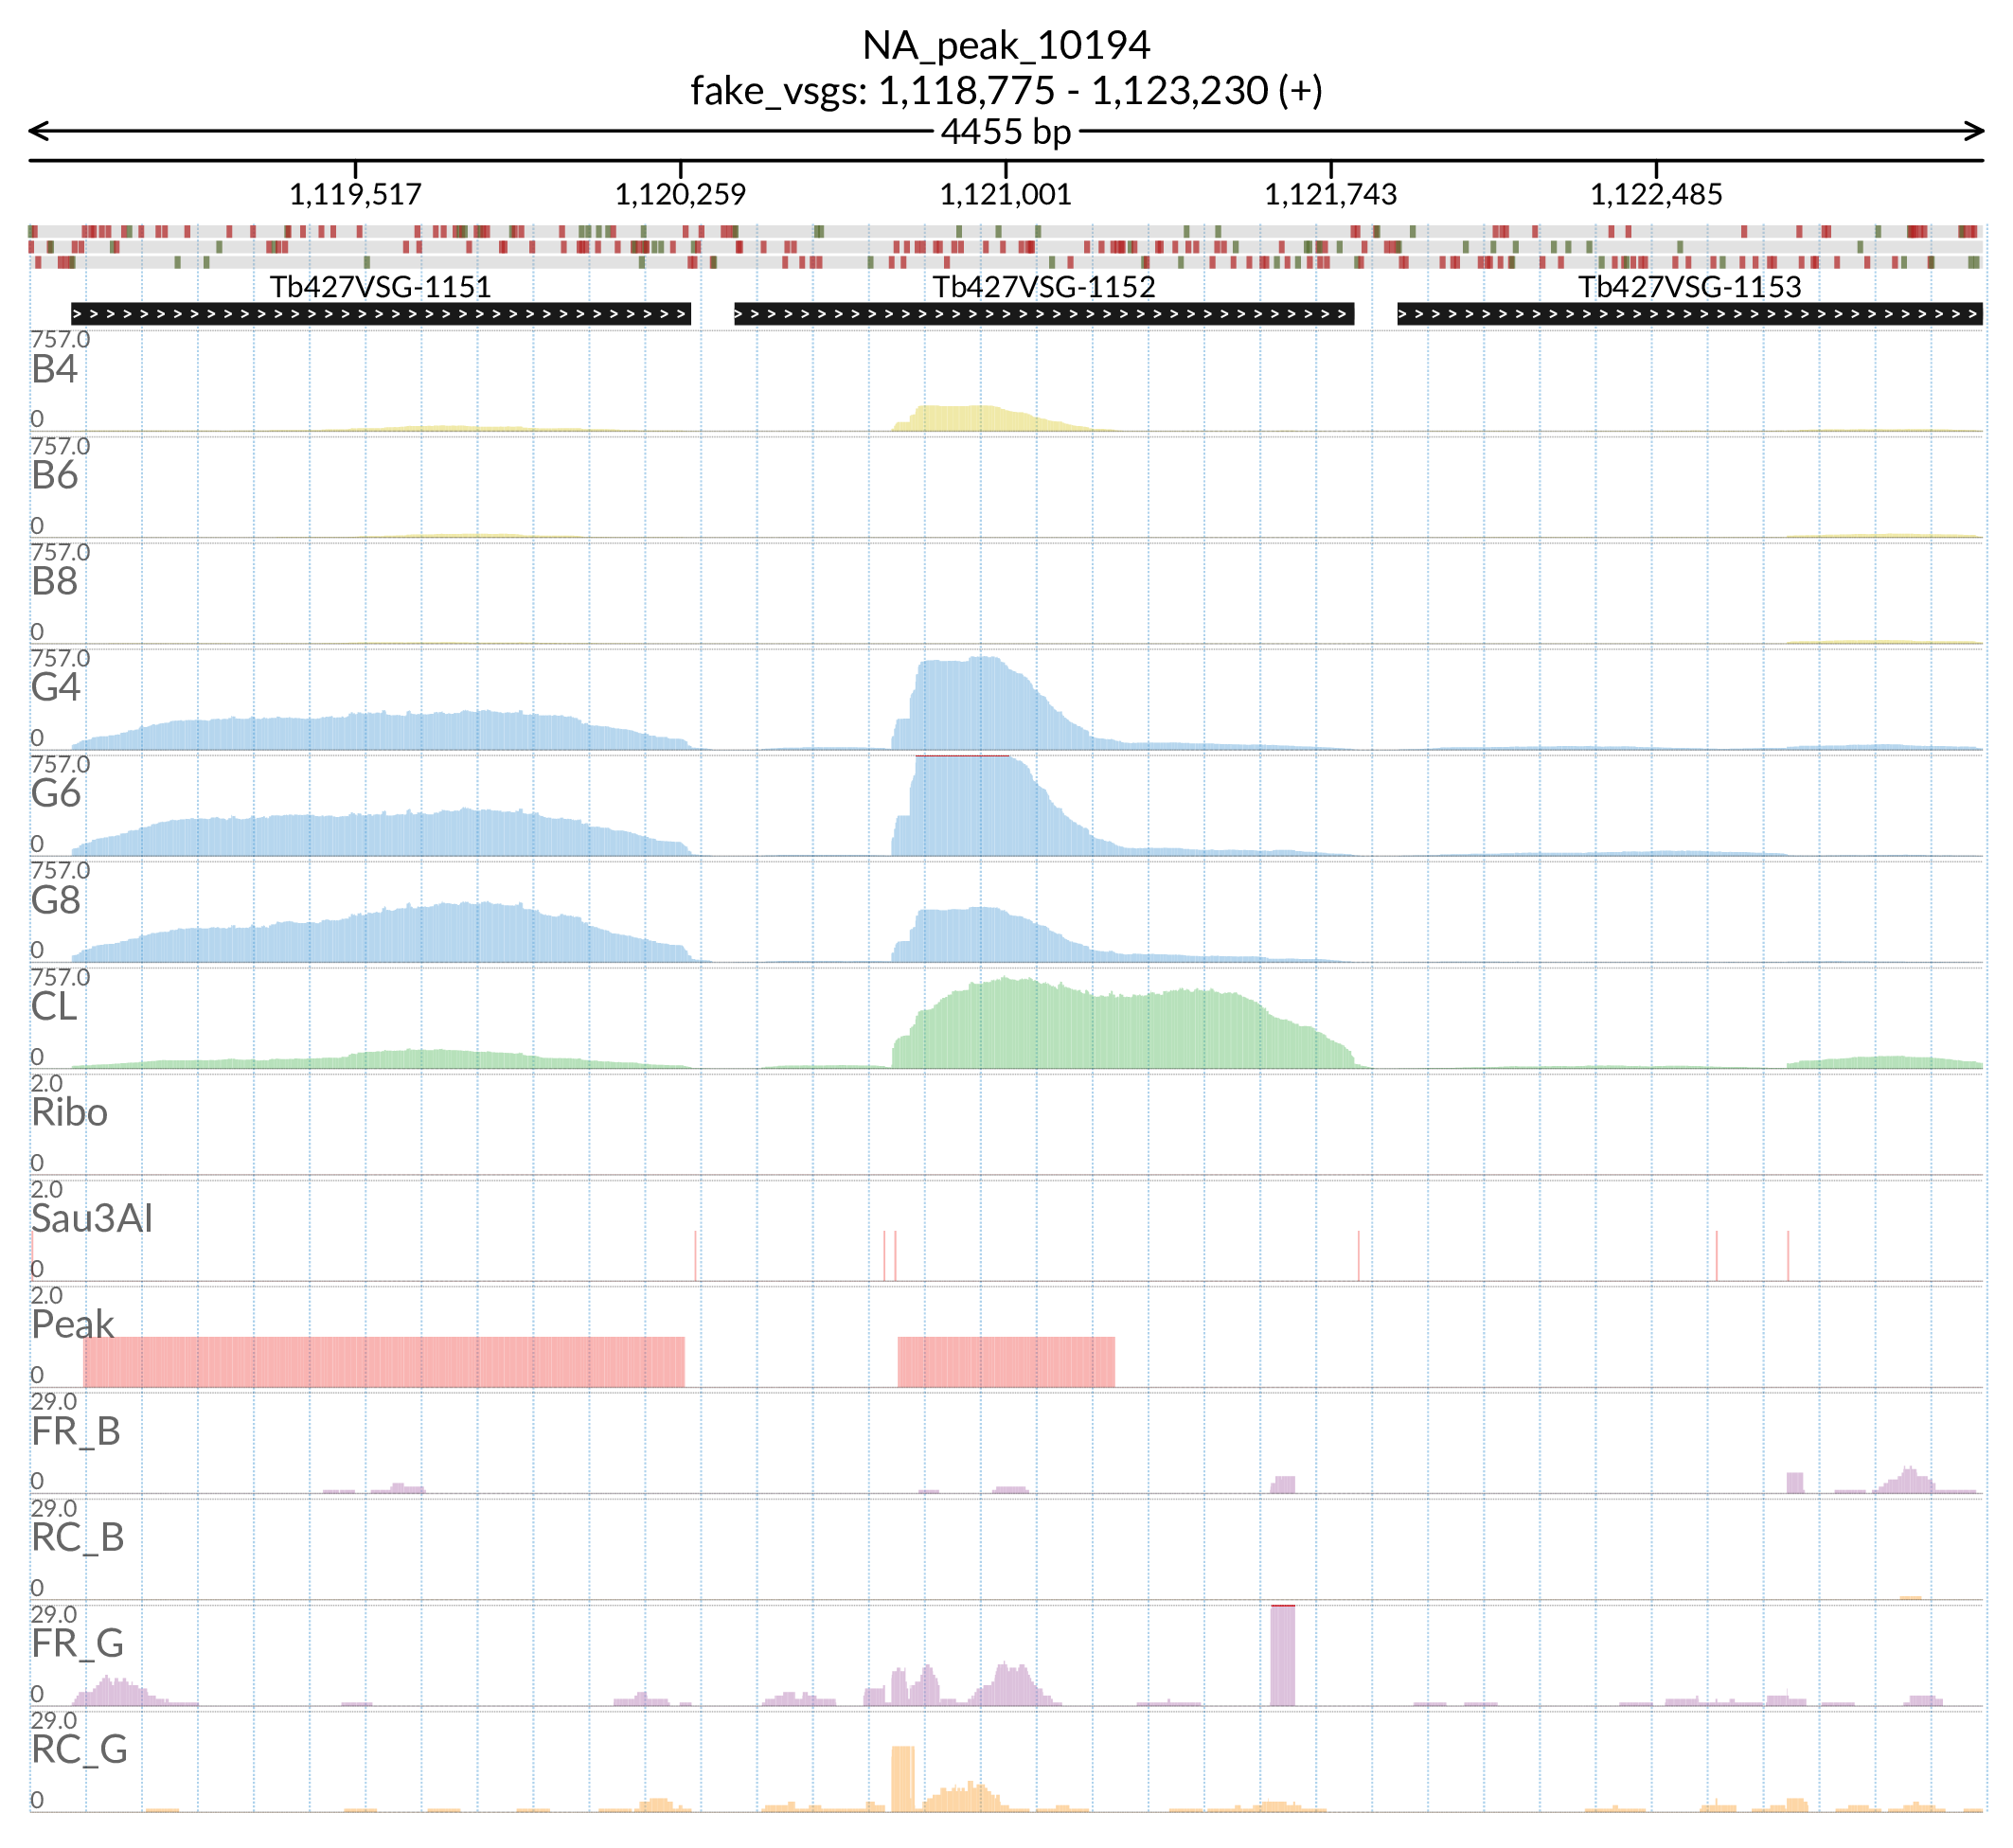 NA_peak_10194
fake_vsgs: 1,118,775 - 1,123,230 (+)
4455 bp
1,119,517 1,120,259 1,121,001 1,121,743 1,122,485
Tb427VSG-1151 Tb427VSG-1152 Tb427VSG-1153
757.0
B4
0
757.0
B6
0
757.0
B8
0
757.0
G4
0
757.0
G6
0
757.0
G8
0
757.0
CL
0
2.0
Ribo
0
2.0
Sau3AI
0
2.0
Peak
0
29.0
FR_B
0
29.0
RC_B
0
29.0
FR_G
0
29.0
RC_G
0